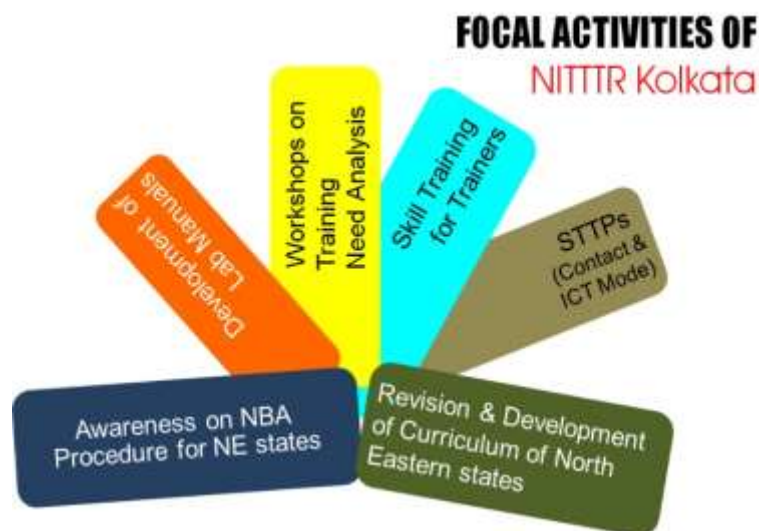 FOCAL ACTIVITIES OF
NITTTR Kolkata
Awareness on NBA
Procedure for NE states
Development of
Lab Manuals
Workshops on
Training
Need Analysis
Skill Training
for Trainers
STTPs
(Contact &
ICT Mode)
Revision & Development
of Curriculum of North
Eastern states